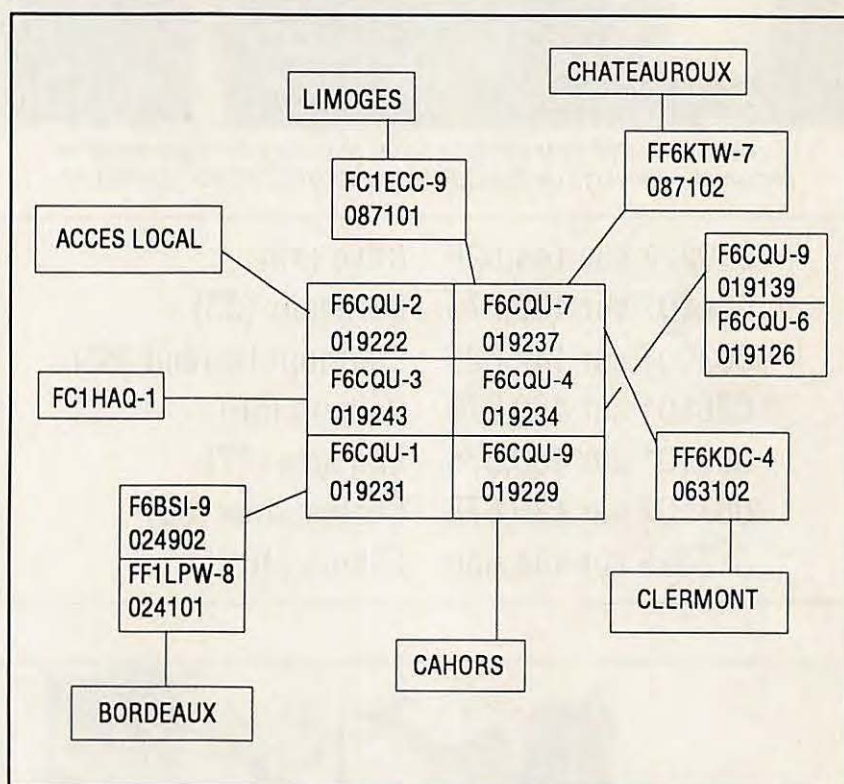 CHATEAUROUX
LIMOGES
FC1ECC-9
087101
FF6KTW-7
087102
ACCES LOCAL
F6CQU-9
019139
F6CQU-6
019126
F6CQU-2
019222
F6CQU-7
019237
F6CQU-3
019243
F6CQU-4
019234
F6CQU-1
019231
F6CQU-9
019229
FC1HAQ-1
FF6KDC-4
063102
F6BSI-9
024902
FF1LPW-8
024101
CLERMONT
CAHORS
BORDEAUX